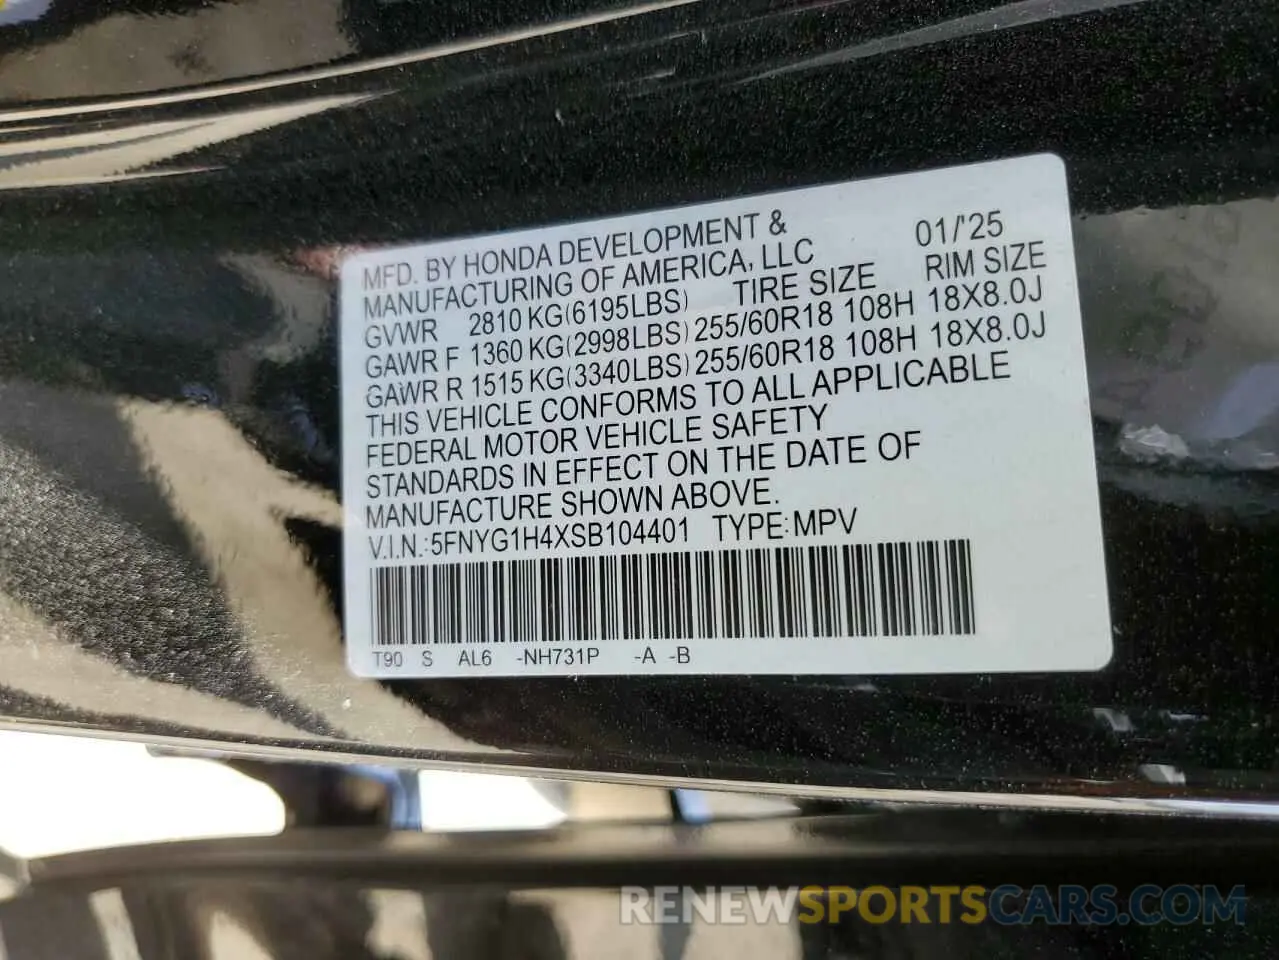 MFD. BY HONDA DEVELOPMENT & 01/'25
MANUFACTURING OF AMERICA, LLC
GVWR 2810 KG(6195LBS) TIRE SIZE RIM SIZE
GAWR F 1360 KG(2998LBS) 255/60R18 108H 18X8.0J
GAWR R 1515 KG(3340LBS) 255/60R18 108H 18X8.0J
THIS VEHICLE CONFORMS TO ALL APPLICABLE
FEDERAL MOTOR VEHICLE SAFETY
STANDARDS IN EFFECT ON THE DATE OF
MANUFACTURE SHOWN ABOVE.
V.I.N.:5FNYG1H4XSB104401 TYPE:MPV
T90 S AL6 -NH731P -A -B
RENEWSPORTSCARS.COM